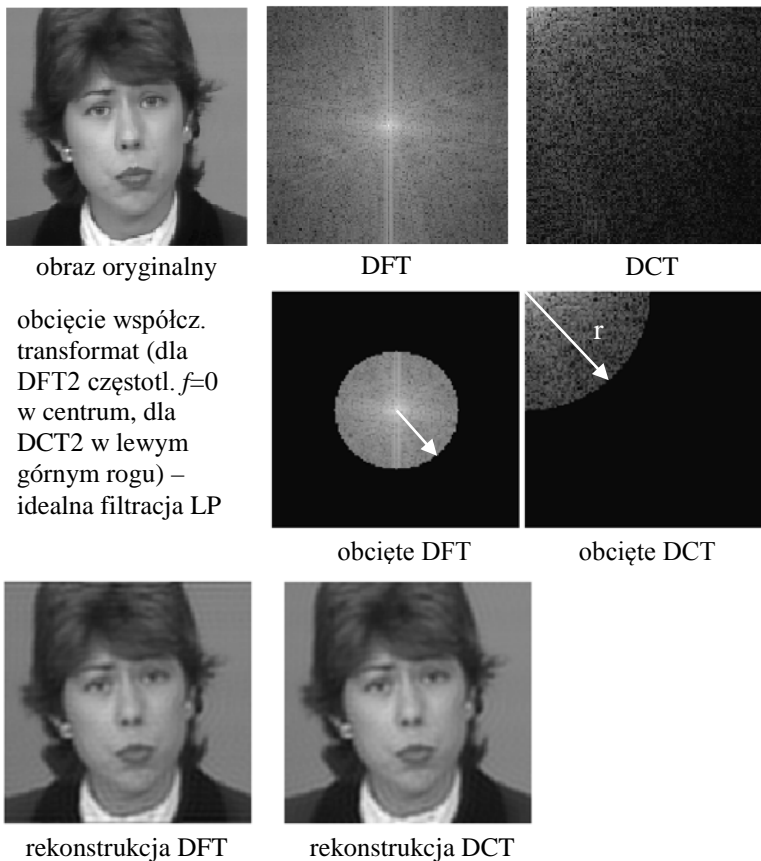 obraz oryginalny
DFT
DCT
obcięcie współcz.
transformat (dla
DFT2 częstotl. f=0
w centrum, dla
DCT2 w lewym
górnym rogu) –
idealna filtracja LP
r
obcięte DFT
obcięte DCT
rekonstrukcja DFT
rekonstrukcja DCT